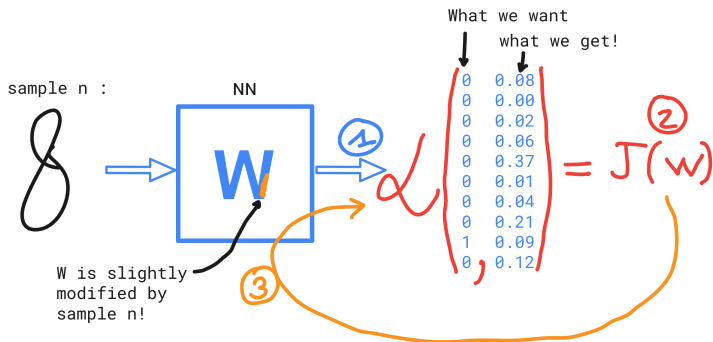 What we want
what we get!
sample n :
NN
8
W
1
ℒ
0 0.08
0 0.00
0 0.02
0 0.06
0 0.37
0 0.01
0 0.04
0 0.21
1 0.09
0 , 0.12
= J(W)
2
W is slightly
modified by
sample n!
3